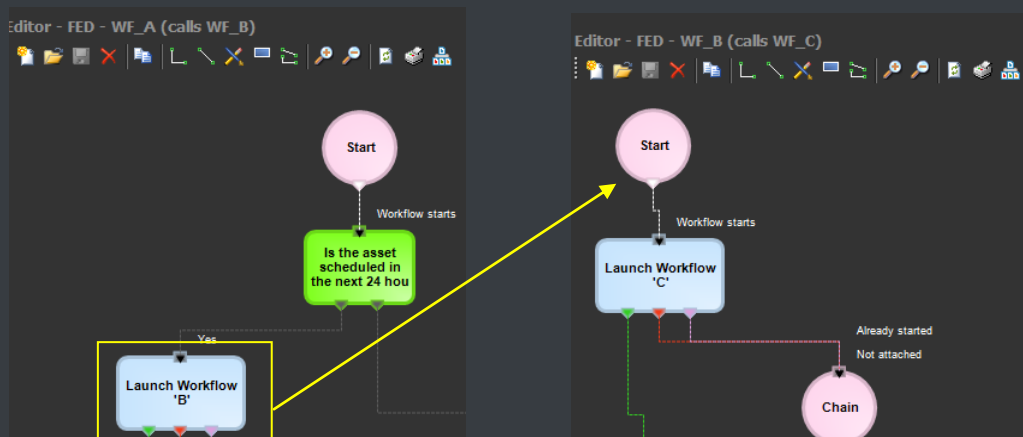 Editor - FED - WF_A (calls WF_B)
Start
Workflow starts
Is the asset
scheduled in
the next 24 hou
Yes
Launch Workflow
'B'
Editor - FED - WF_B (calls WF_C)
Start
Workflow starts
Launch Workflow
'C'
Already started
Not attached
Chain